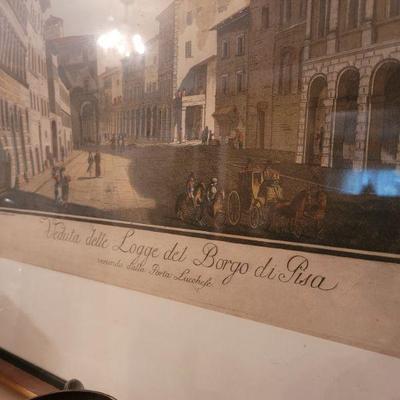 Veduta delle Logge del Borgo di Pisa
venendo dalla Porta Lucchese.